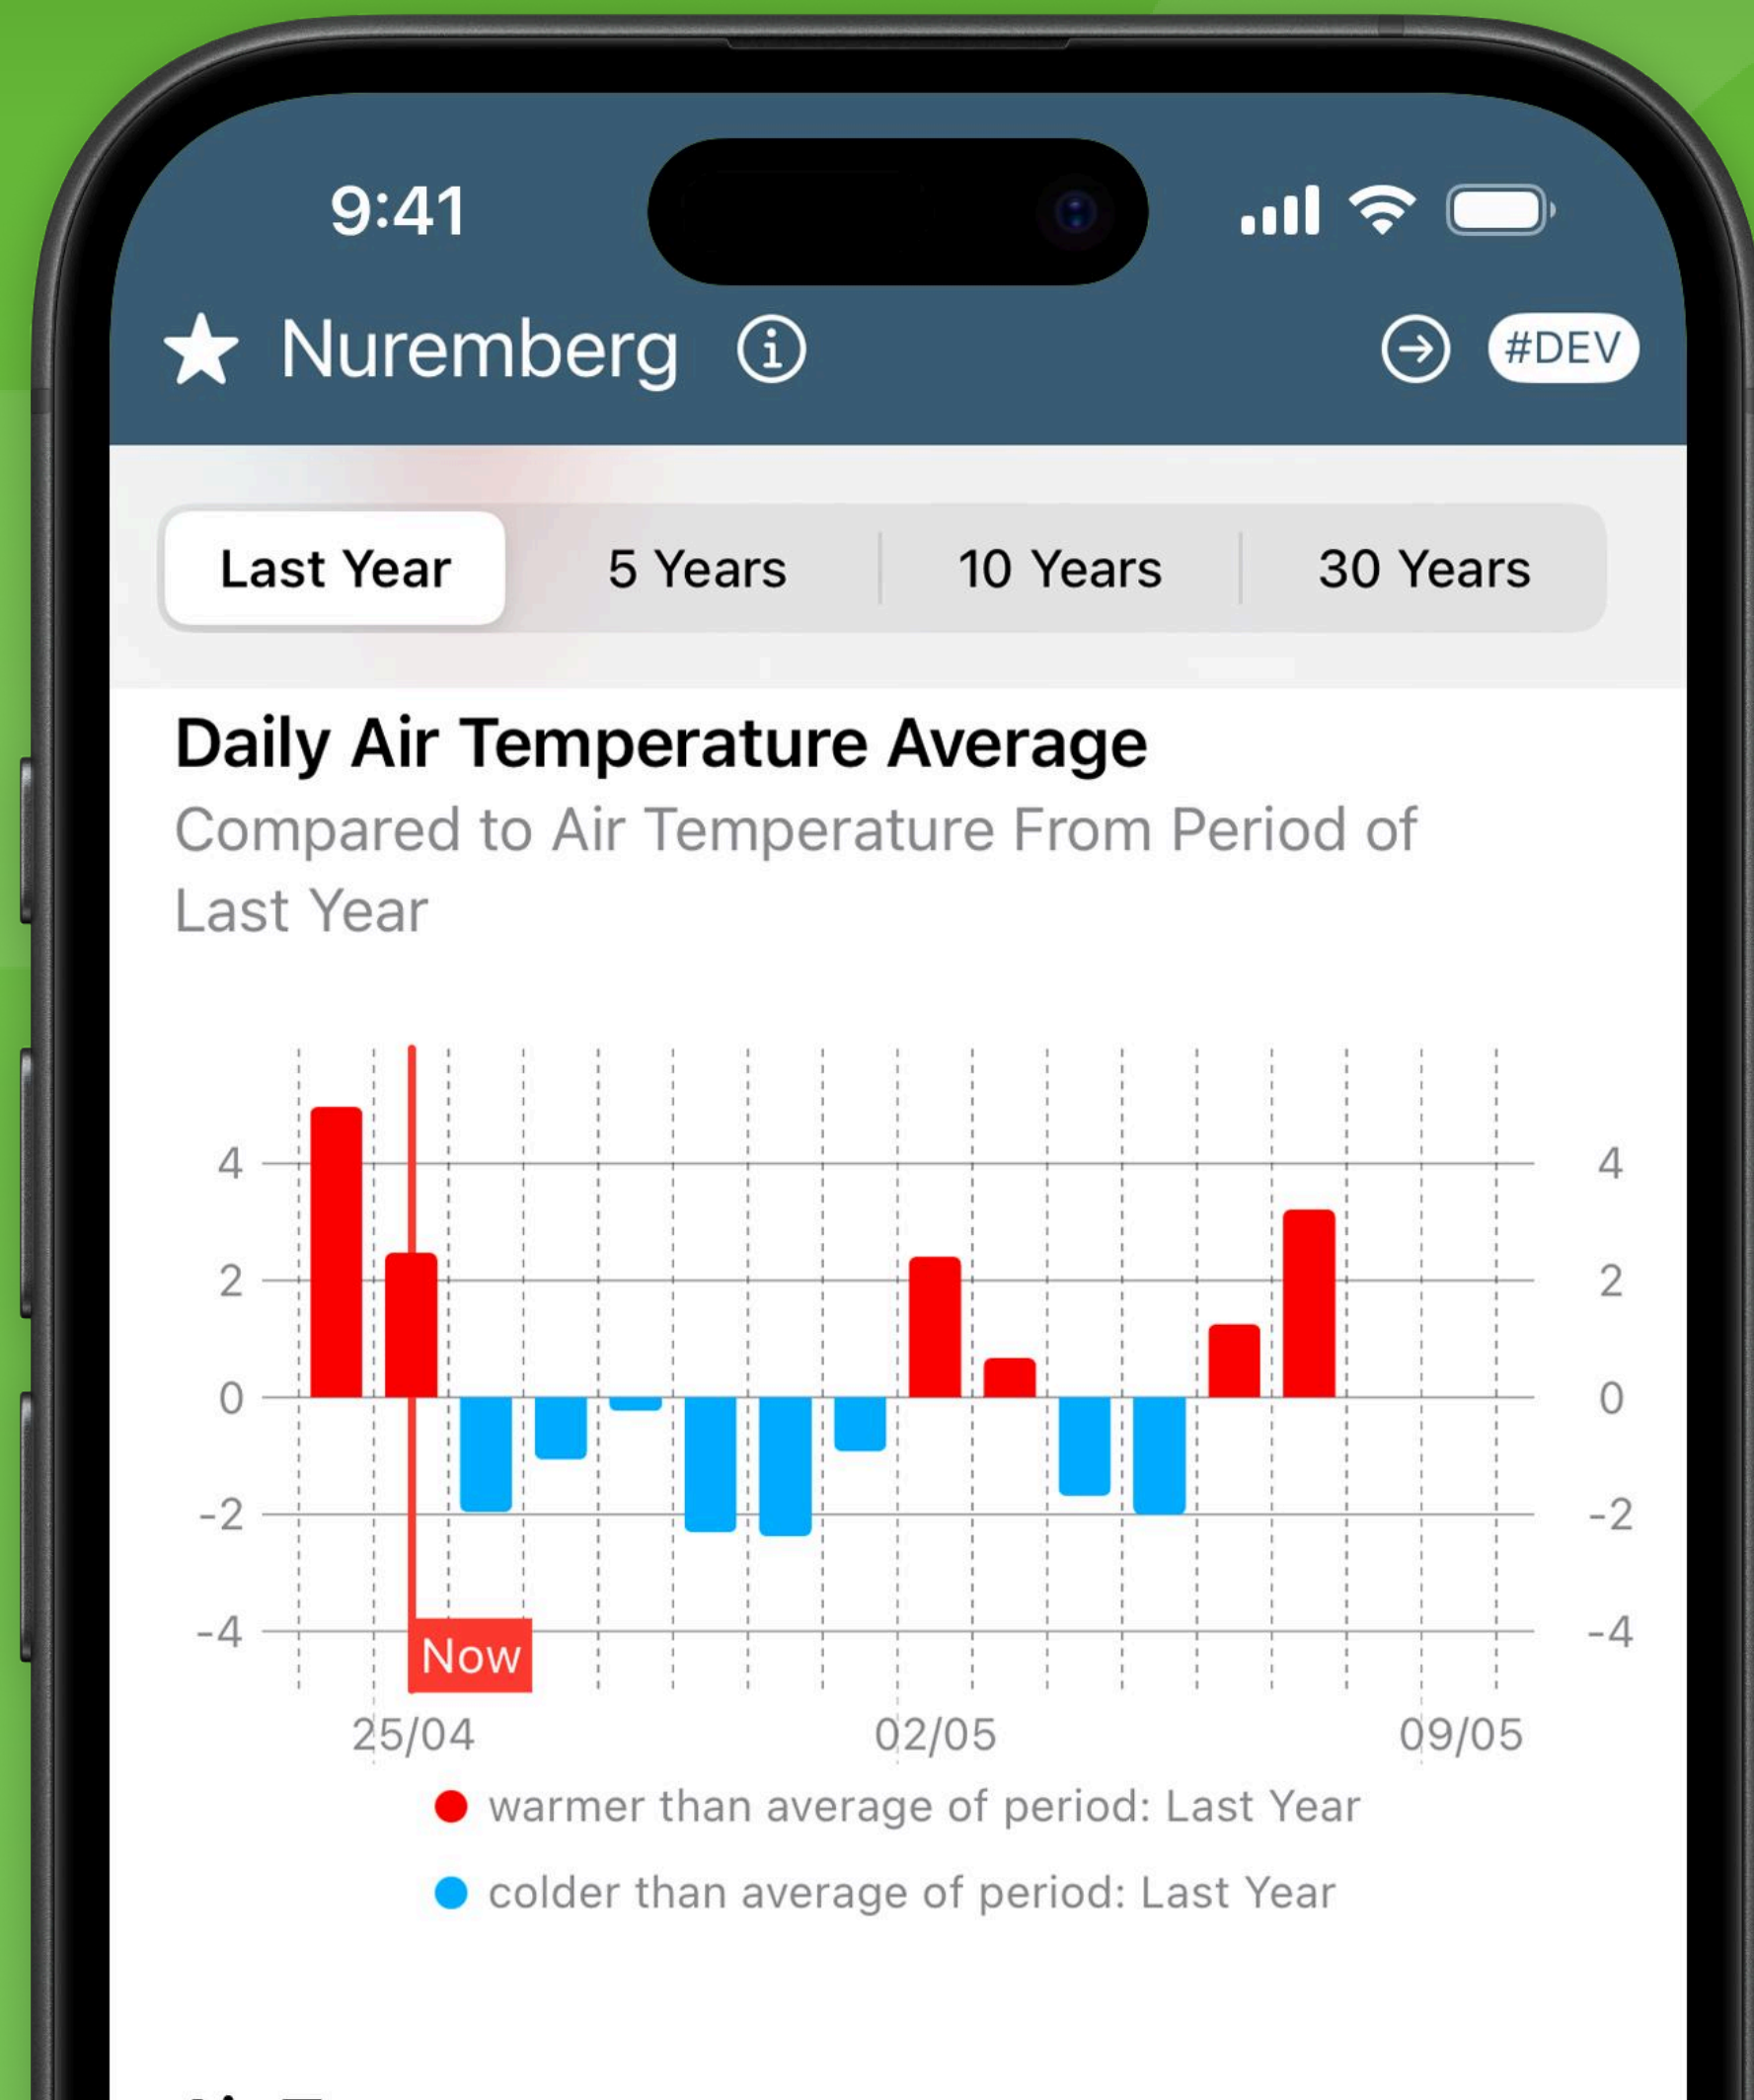 9:41
Nuremberg
#DEV
Last Year 5 Years 10 Years 30 Years
Daily Air Temperature Average
Compared to Air Temperature From Period of
Last Year
4 4
2 2
0 0
-2 -2
-4 -4
Now
25/04 02/05 09/05
warmer than average of period: Last Year
colder than average of period: Last Year